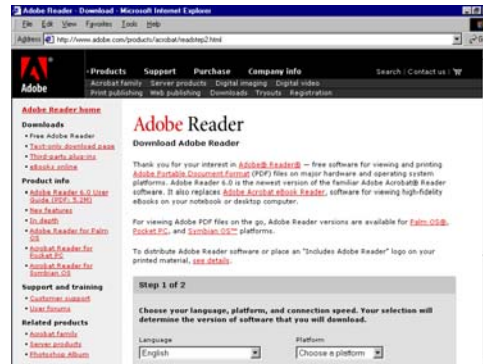 Adobe Reader - Download - Microsoft Internet Explorer
File Edit View Favorites Tools Help
Address http://www.adobe.com/products/acrobat/readstep2.html
Adobe
Products Support Purchase Company info Search | Contact us |
Acrobat family Server products Digital imaging Digital video
Print publishing Web publishing Downloads Tryouts Registration
Adobe Reader home
Downloads
• Free Adobe Reader
• Text-only download page
• Third-party plug-ins
• eBooks online
Product info
• Adobe Reader 6.0 User
Guide (PDF: 5.2M)
• New features
• In depth
• Adobe Reader for Palm
OS
• Acrobat Reader for
Pocket PC
• Acrobat Reader for
Symbian OS
Support and training
• Customer support
• User forums
Related products
• Acrobat family
• Server products
• Photoshop Album
Adobe Reader
Download Adobe Reader
Thank you for your interest in Adobe® Reader® — free software for viewing and printing
Adobe Portable Document Format (PDF) files on major hardware and operating system
platforms. Adobe Reader 6.0 is the newest version of the familiar Adobe Acrobat® Reader
software. It also replaces Adobe Acrobat eBook Reader, software for viewing high-fidelity
eBooks on your notebook or desktop computer.
For viewing Adobe PDF files on the go, Adobe Reader versions are available for Palm OS®,
Pocket PC, and Symbian OS™ platforms.
To distribute Adobe Reader software or place an "Includes Adobe Reader" logo on your
printed material, see details.
Step 1 of 2
Choose your language, platform, and connection speed. Your selection will
determine the version of software that you will download.
Language Platform
English Choose a platform